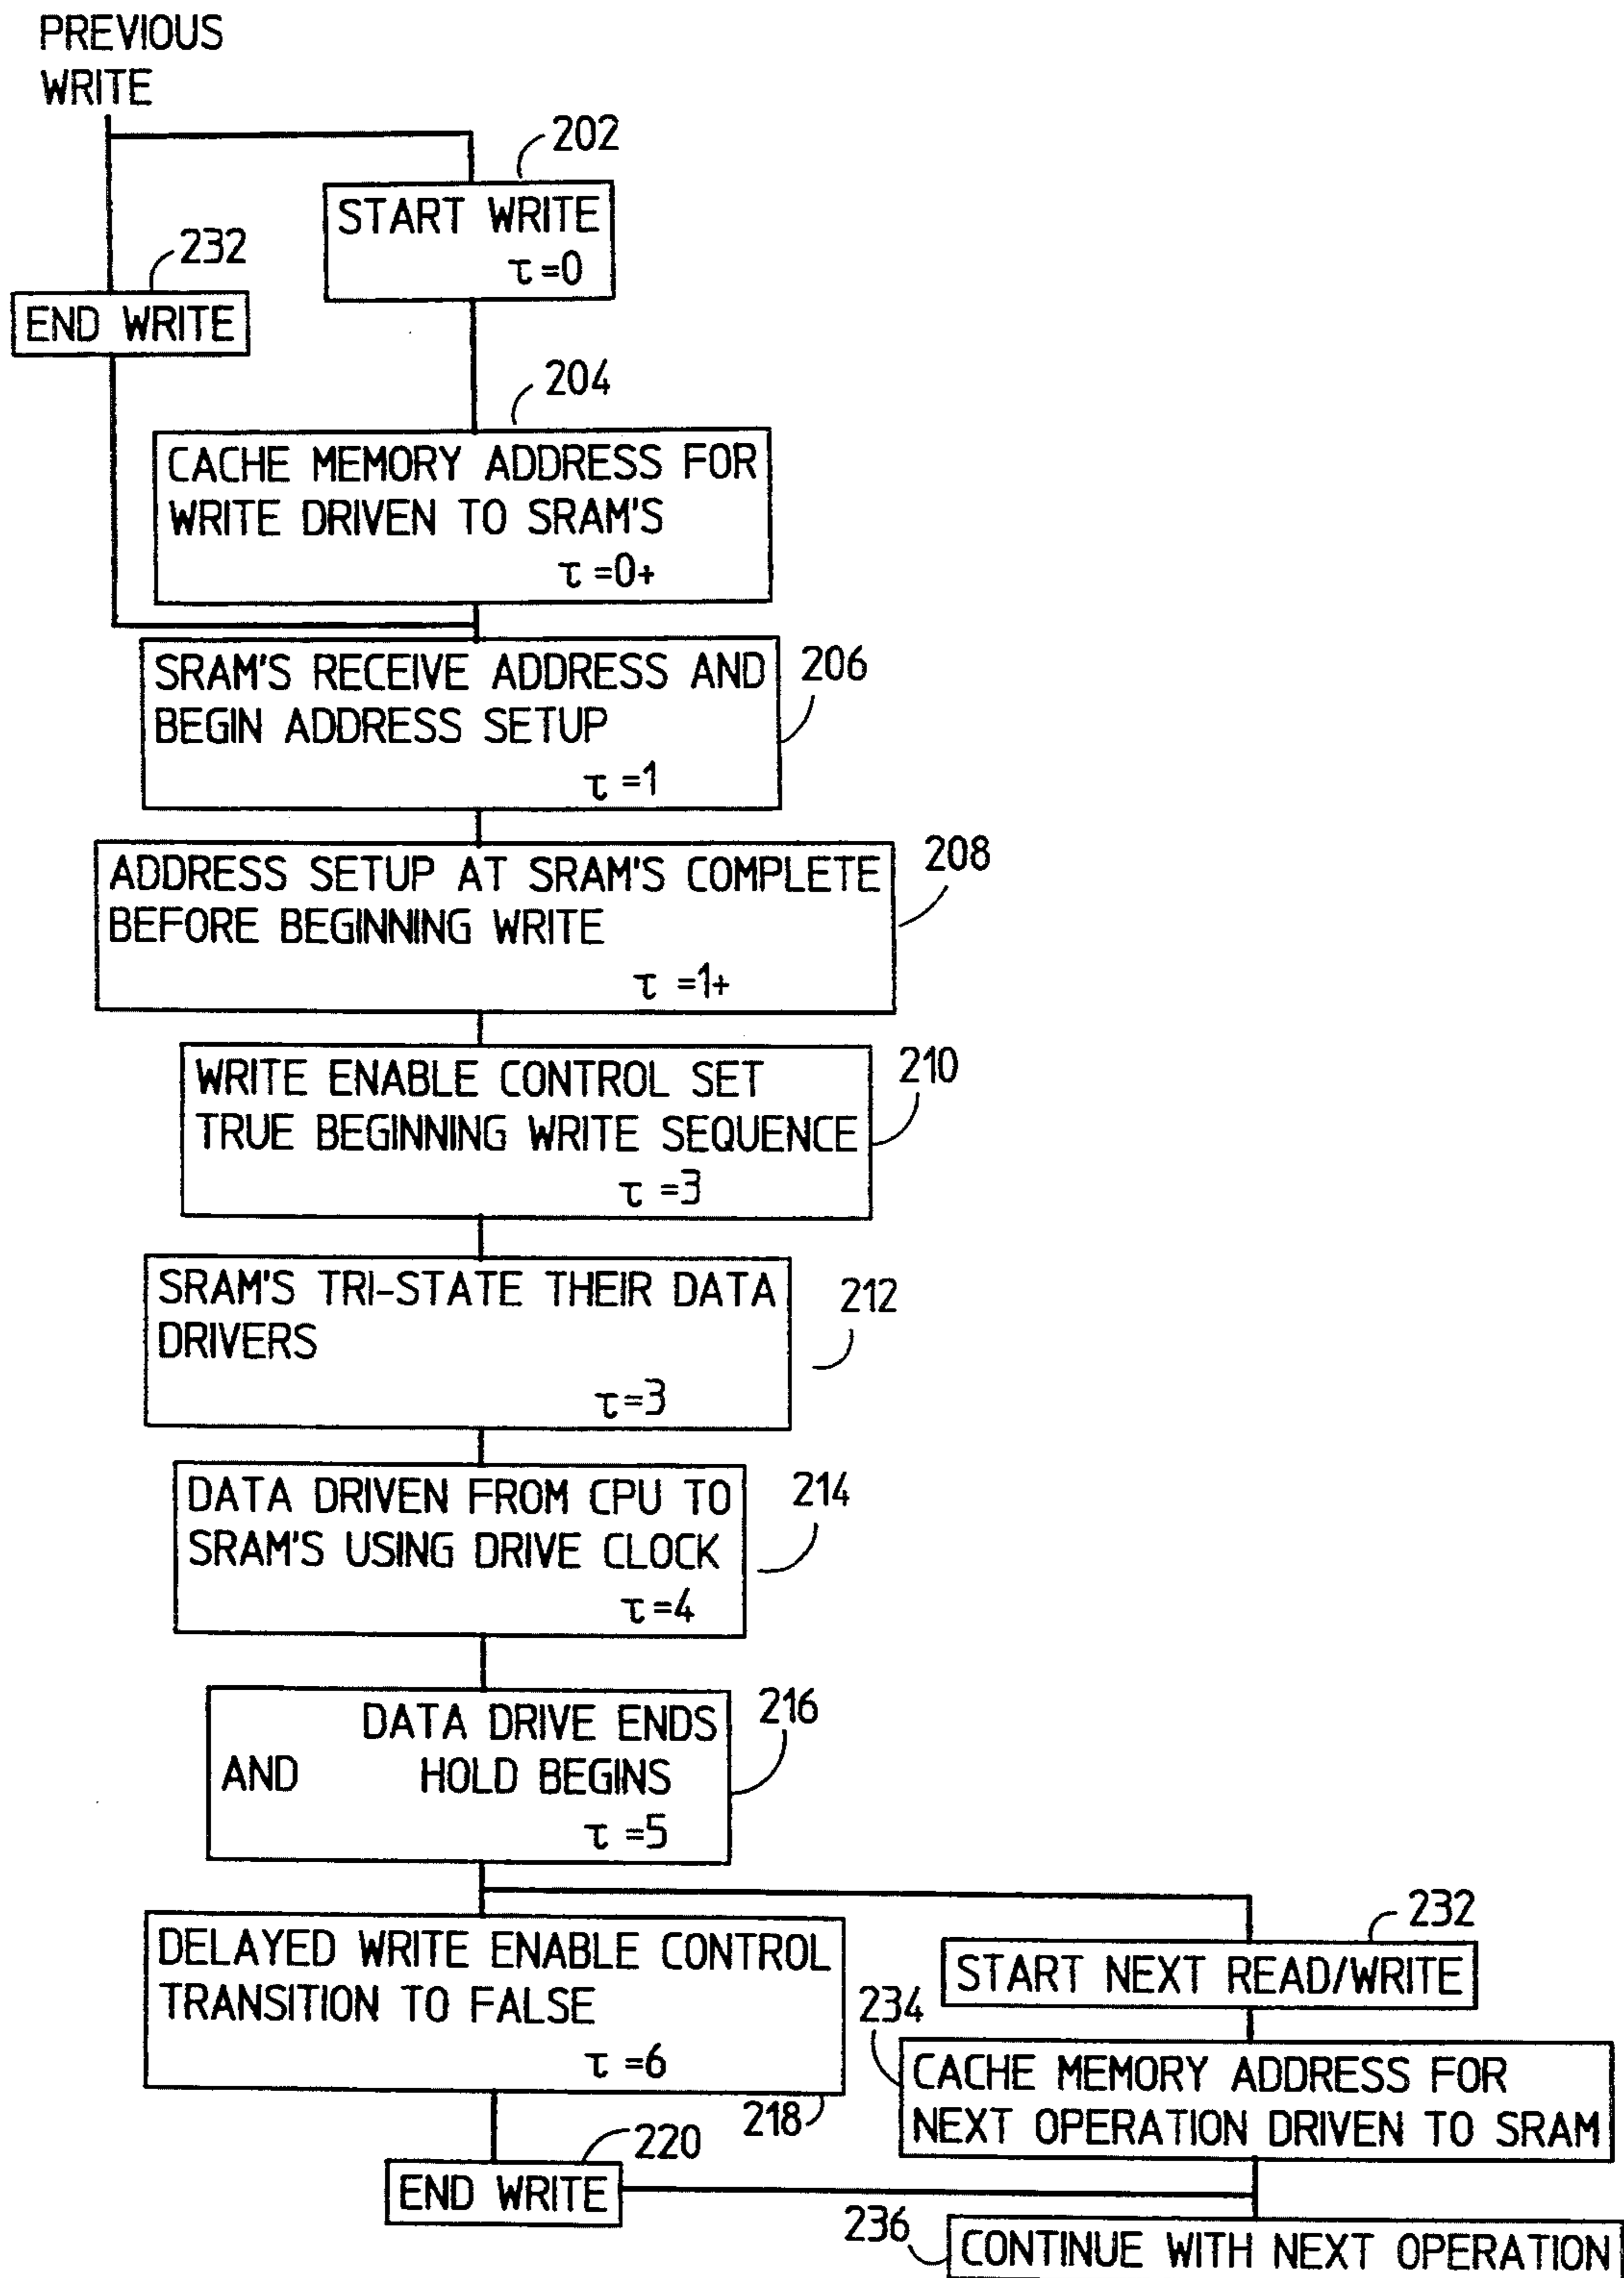 PREVIOUS
WRITE
202
START WRITE
τ=0
232
END WRITE
204
CACHE MEMORY ADDRESS FOR
WRITE DRIVEN TO SRAM'S
τ=0+
SRAM'S RECEIVE ADDRESS AND
BEGIN ADDRESS SETUP
τ=1
206
ADDRESS SETUP AT SRAM'S COMPLETE
BEFORE BEGINNING WRITE
τ=1+
208
WRITE ENABLE CONTROL SET
TRUE BEGINNING WRITE SEQUENCE
τ=3
210
SRAM'S TRI-STATE THEIR DATA
DRIVERS
τ=3
212
DATA DRIVEN FROM CPU TO
SRAM'S USING DRIVE CLOCK
τ=4
214
DATA DRIVE ENDS
AND HOLD BEGINS
τ=5
216
DELAYED WRITE ENABLE CONTROL
TRANSITION TO FALSE
τ=6
218
232
START NEXT READ/WRITE
234
CACHE MEMORY ADDRESS FOR
NEXT OPERATION DRIVEN TO SRAM
220
END WRITE
236
CONTINUE WITH NEXT OPERATION